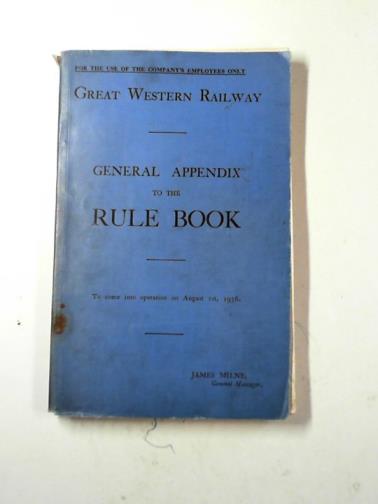 FOR THE USE OF THE COMPANY'S EMPLOYEES ONLY
GREAT WESTERN RAILWAY
GENERAL APPENDIX
TO THE
RULE BOOK
To come into operation on August 1st, 1936.
JAMES MILNE,
General Manager.